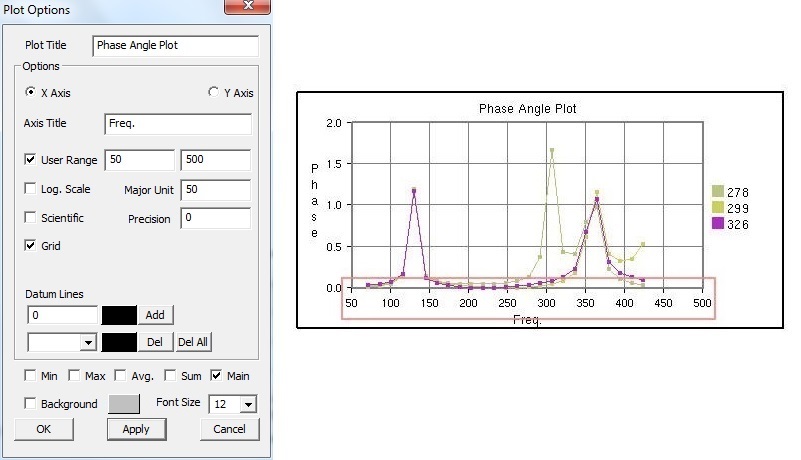 Plot Options
Plot Title Phase Angle Plot
Options
X Axis Y Axis
Axis Title Freq.
User Range 50 500
Log. Scale Major Unit 50
Scientific Precision 0
Grid
Datum Lines
0 Add
Del Del All
Min Max Avg. Sum Main
Background Font Size 12
OK Apply Cancel
Phase Angle Plot
2.0
1.5
1.0
0.5
0.0
Phase
278
299
326
50 100 150 200 250 300 350 400 450 500
Freq.